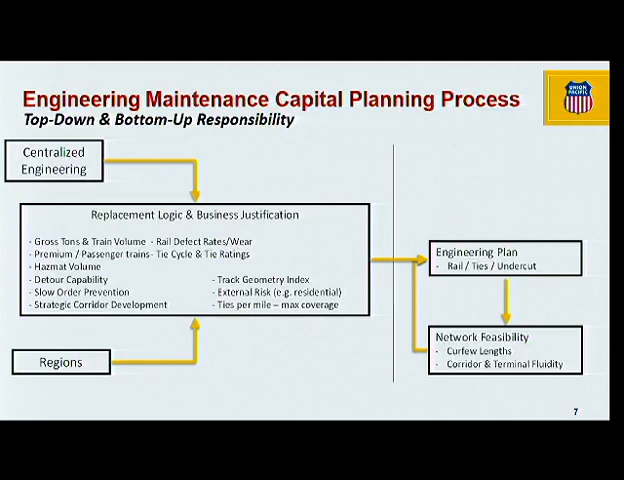 Engineering Maintenance Capital Planning Process
UNION
PACIFIC
Top-Down & Bottom-Up Responsibility
Centralized
Engineering
Replacement Logic & Business Justification
- Gross Tons & Train Volume - Rail Defect Rates/Wear
- Premium / Passenger trains- Tie Cycle & Tie Ratings
- Hazmat Volume
- Detour Capability - Track Geometry Index
- Slow Order Prevention - External Risk (e.g. residential)
- Strategic Corridor Development - Ties per mile – max coverage
Engineering Plan
- Rail / Ties / Undercut
Network Feasibility
- Curfew Lengths
- Corridor & Terminal Fluidity
Regions
7